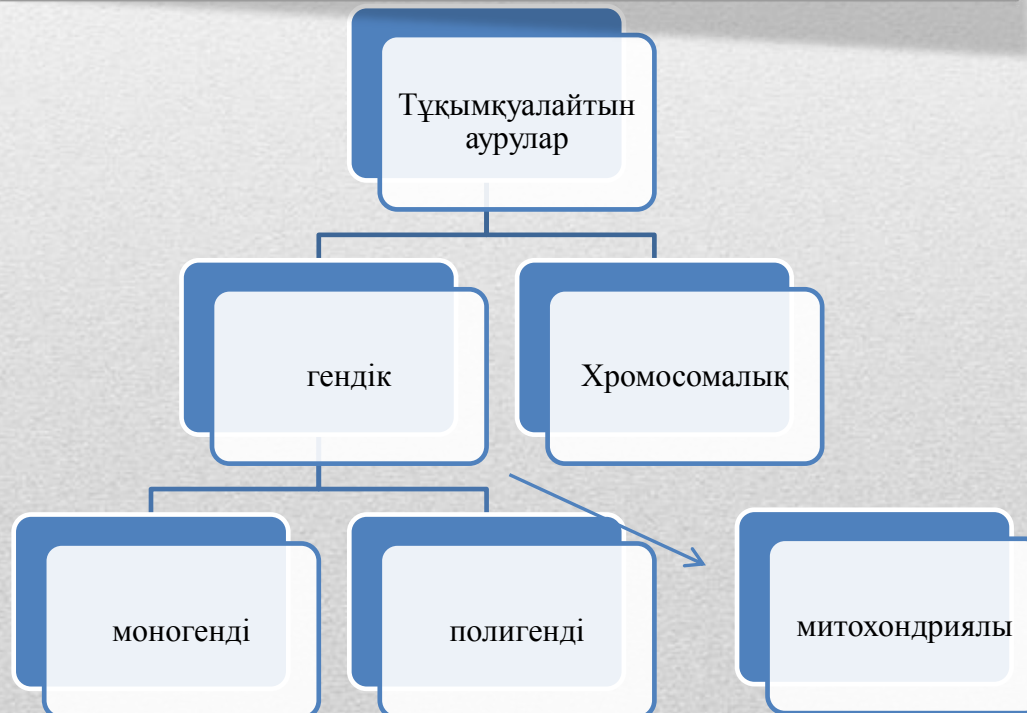 Тұқымқуалайтын
аурулар
гендік
Хромосомалық
моногенді
полигенді
митохондриялы